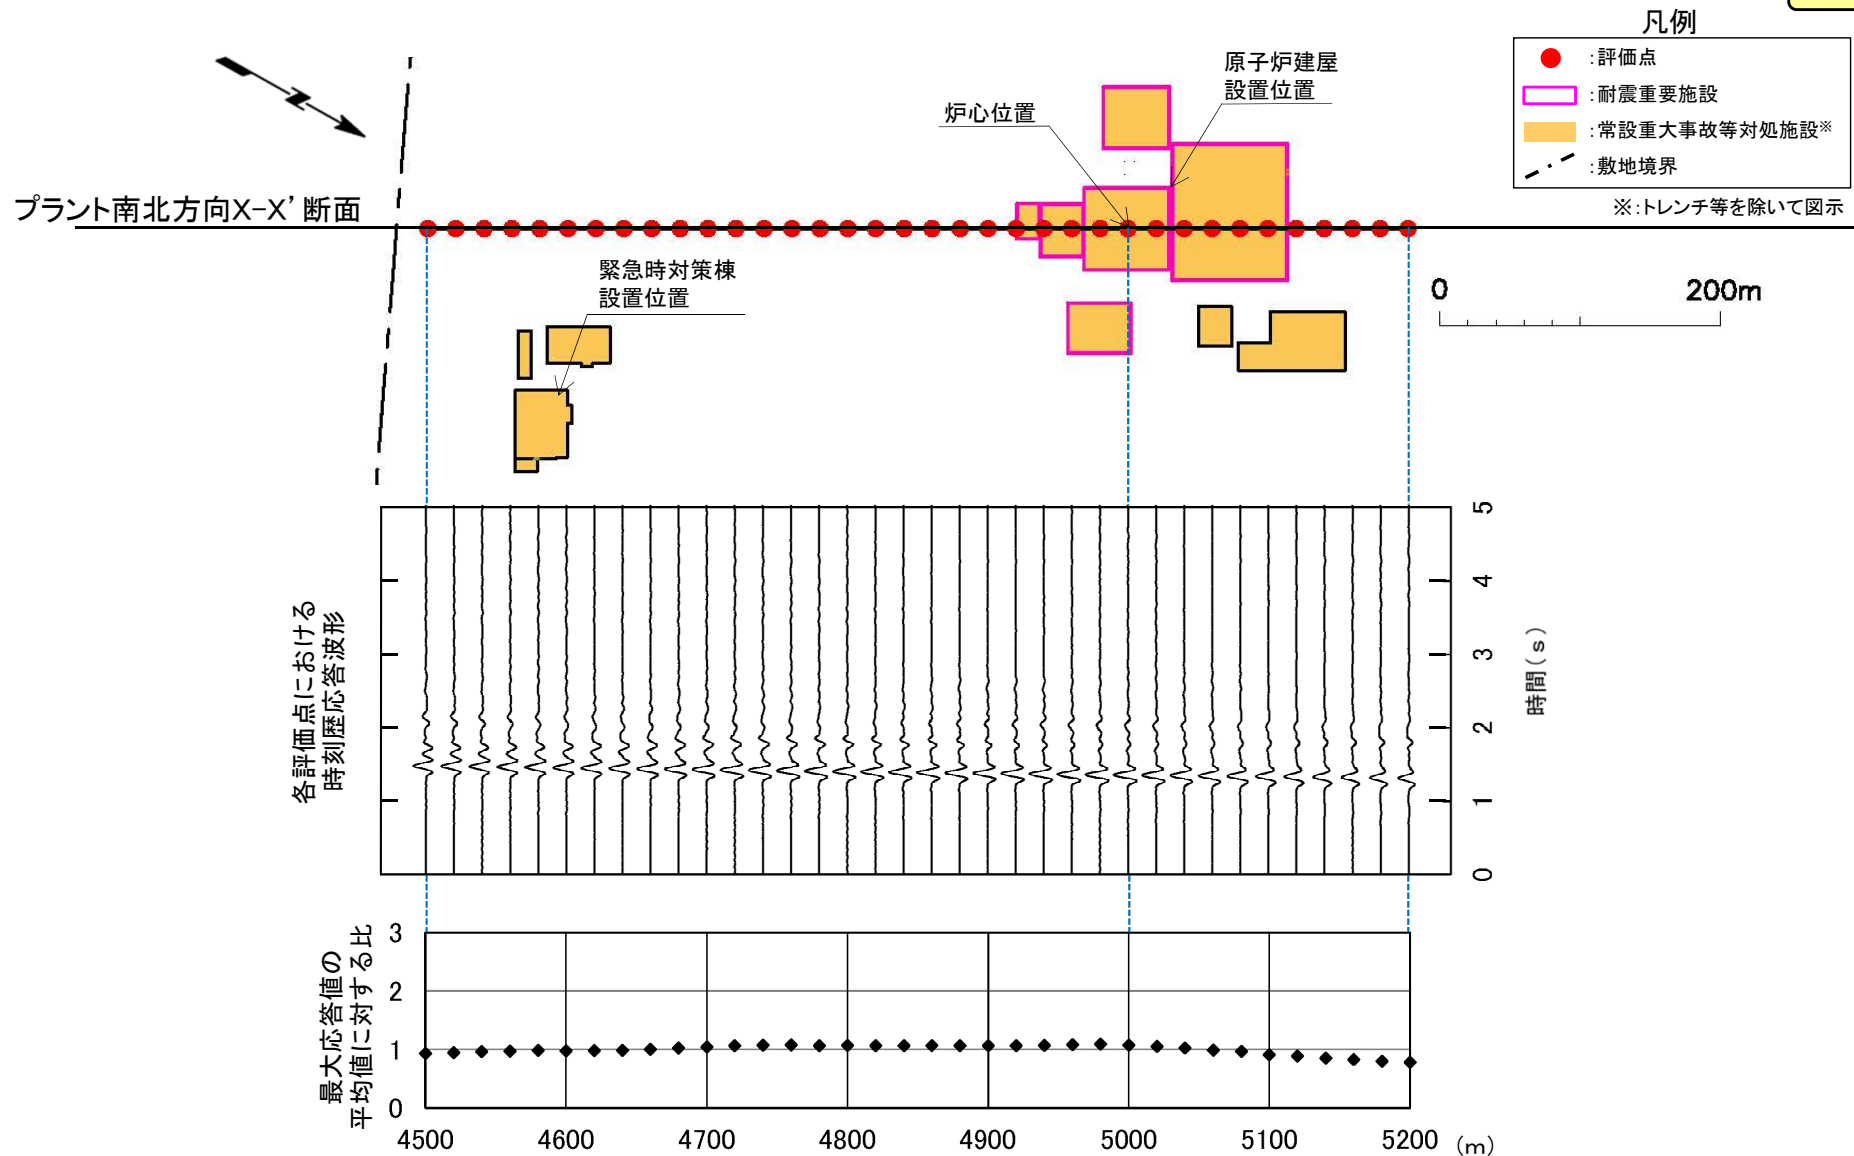 凡例
:評価点
:耐震重要施設
:常設重大事故等対処施設※
:敷地境界
※:トレンチ等を除いて図示
原子炉建屋
設置位置
炉心位置
プラント南北方向X-X’断面
緊急時対策棟
設置位置
0 200m
各評価点における
時刻歴応答波形
5
4
3
2
1
0
時間(s)
最大応答値の
平均値に対する比
3
2
1
0
4500 4600 4700 4800 4900 5000 5100 5200 (m)